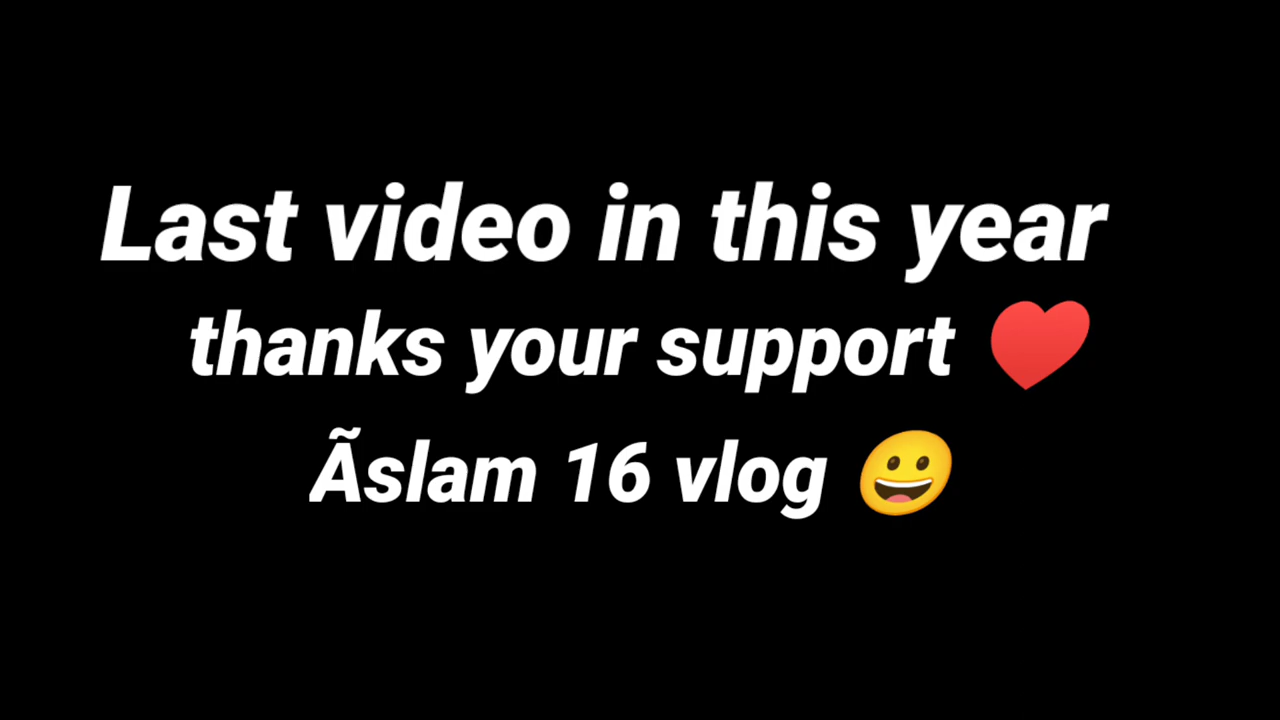 Last video in this year
thanks your support ♥️
Ãslam 16 vlog 😀